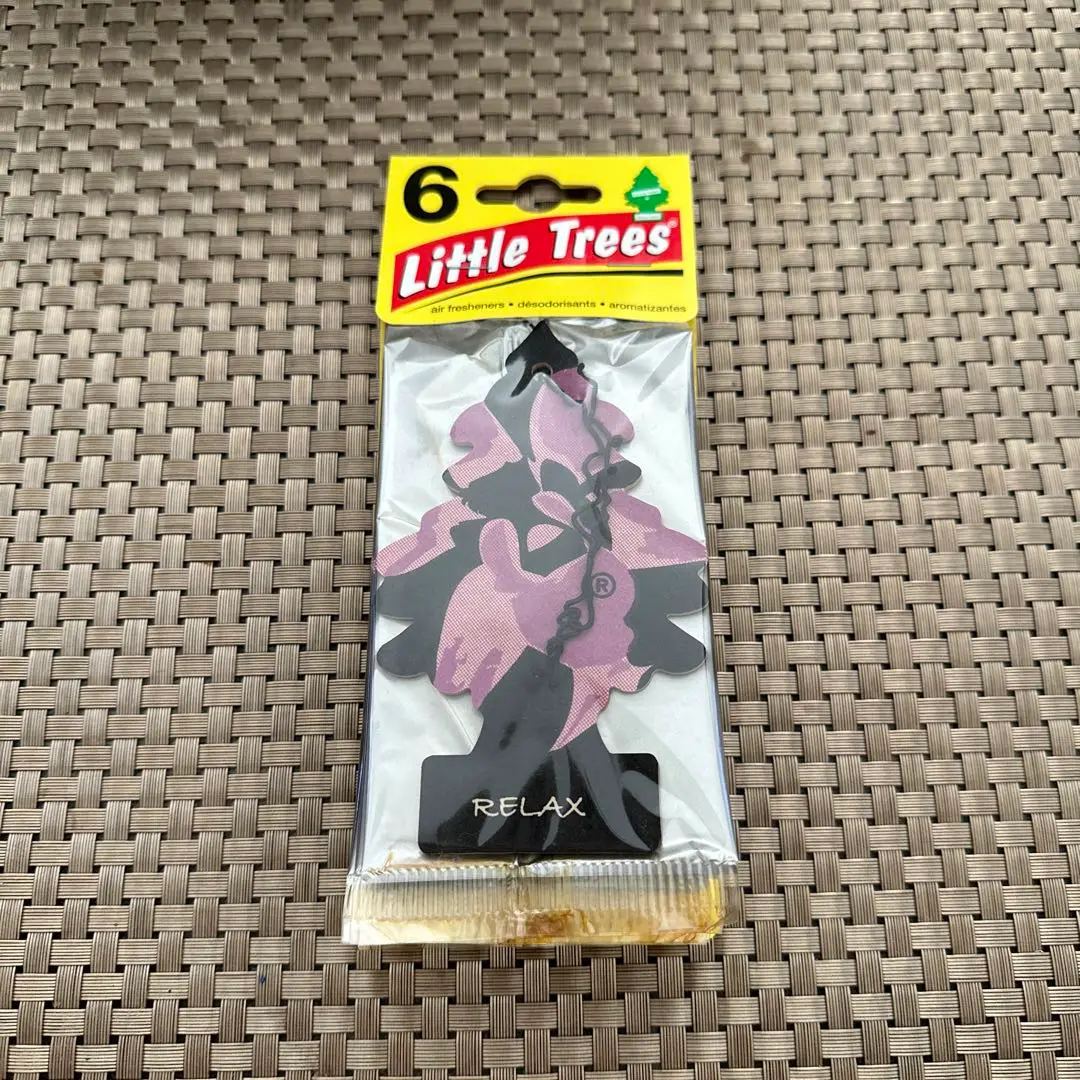 6
Little Trees
air fresheners • désodorisants • aromatizantes
®
RELAX